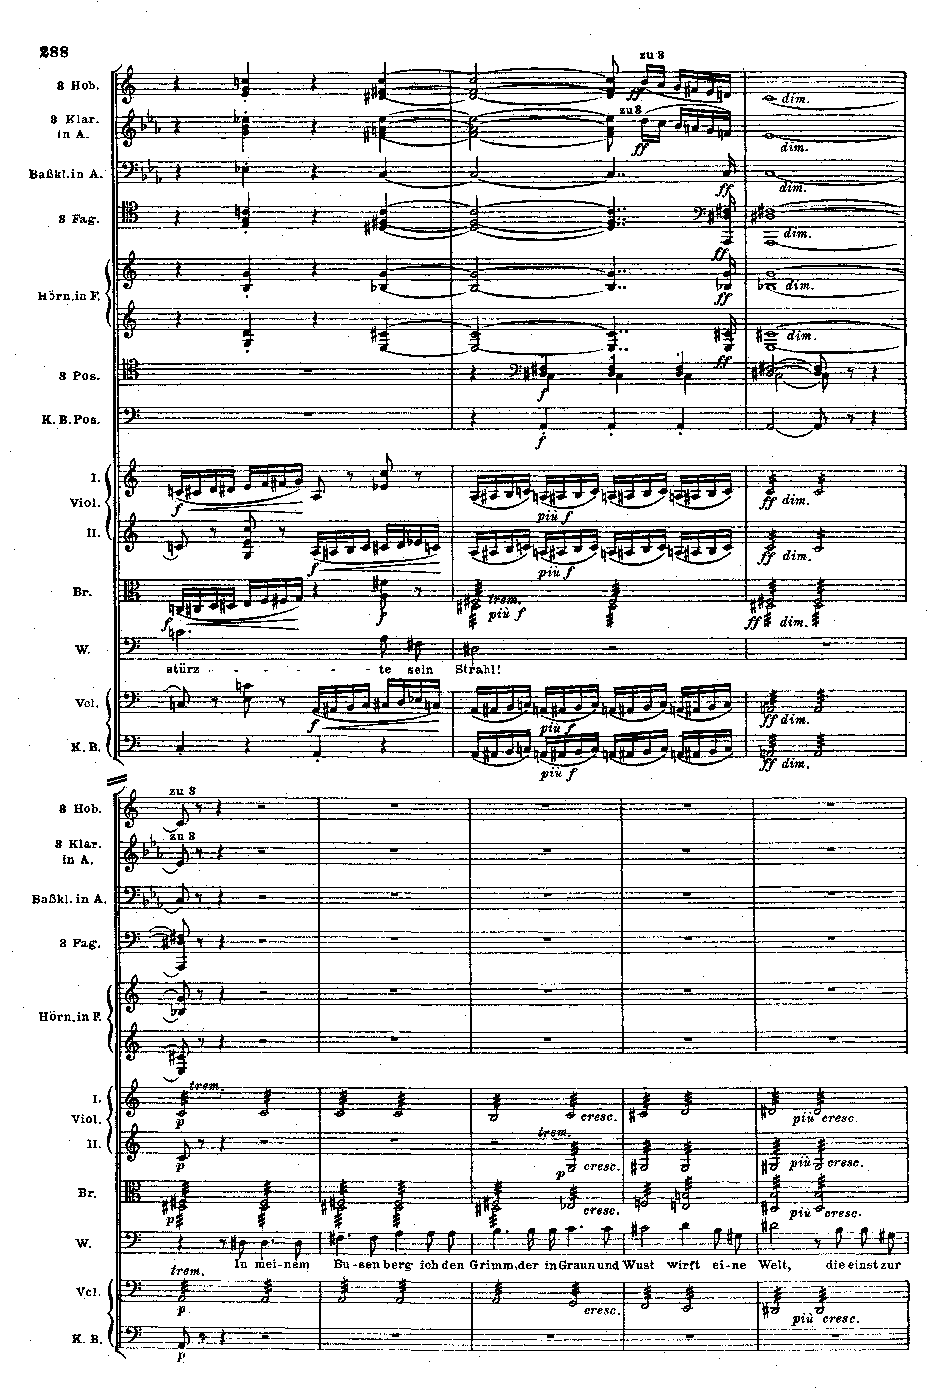 288
zu 3
3 Hob.
ff dim.
3 Klar.
in A.
zu 3
ff dim.
Baßkl. in A.
ff dim.
3 Fag.
ff dim.
Hörn. in F.
ff dim.
ff dim.
3 Pos.
f
K. B. Pos.
f
I.
Viol.
f più f ff dim.
II.
f più f ff dim.
Br.
f f trem.
più f ff dim.
W.
stürz - - - - te sein Strahl!
Vcl.
f più f ff dim.
K. B.
più f ff dim.
zu 3
3 Hob.
3 Klar.
in A.
zu 3
Baßkl. in A.
3 Fag.
Hörn. in F.
I.
Viol.
trem.
p cresc. più cresc.
II.
trem.
p p cresc. più cresc.
Br.
p cresc. più cresc.
W.
In mei-nem Bu-sen berg ich den Grimm, der in Graun und Wust wirft ei-ne Welt, die einst zur
trem.
Vcl.
p cresc. più cresc.
K. B.
p